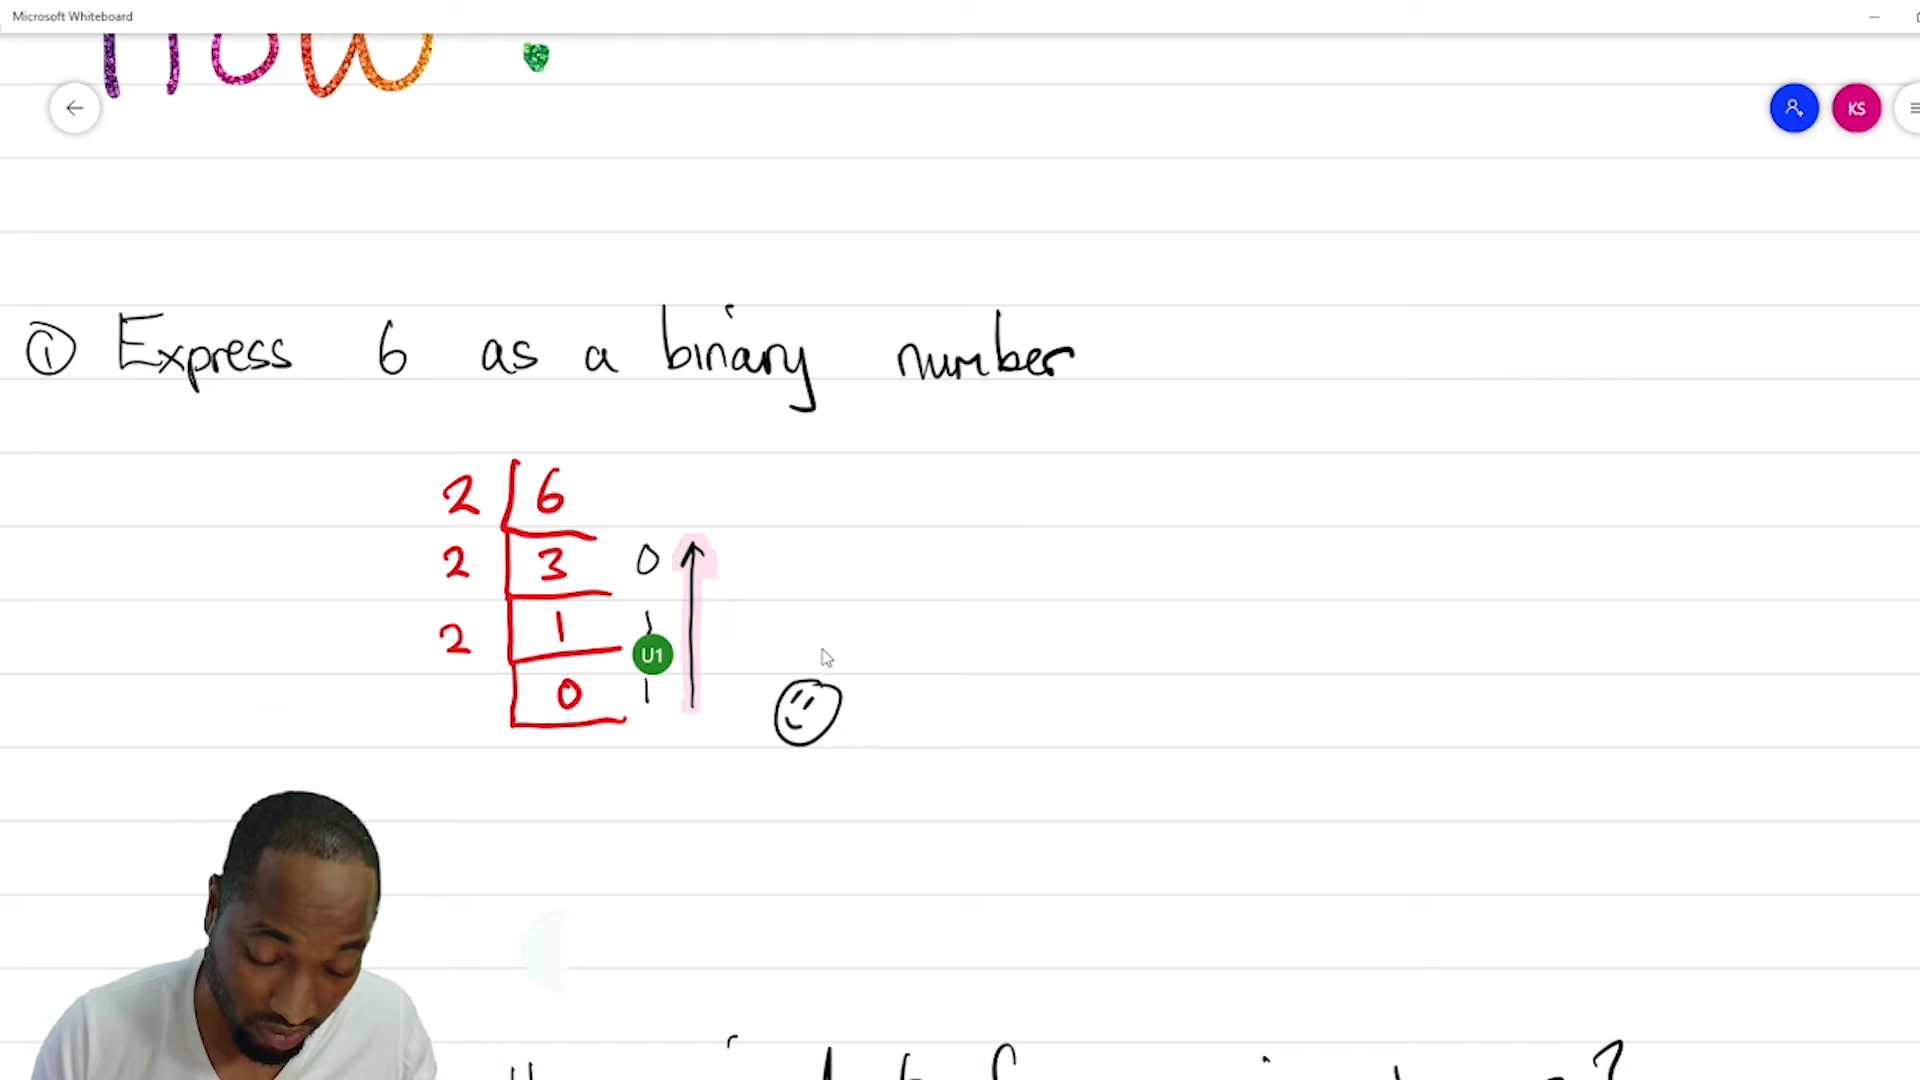 Microsoft Whiteboard
How
KS
① Express 6 as a binary number
2 6
2 3 0
2 1 1
U1
0 1